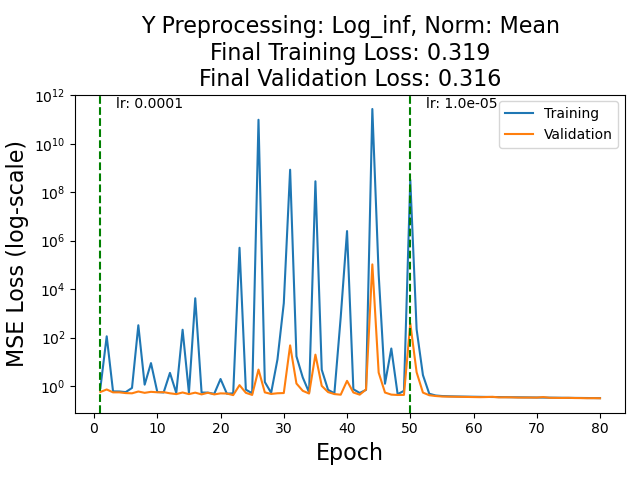 Y Preprocessing: Log_inf, Norm: Mean
Final Training Loss: 0.319
Final Validation Loss: 0.316
lr: 0.0001
lr: 1.0e-05
Training
Validation
MSE Loss (log-scale)
10¹²
10¹⁰
10⁸
10⁶
10⁴
10²
10⁰
0 10 20 30 40 50 60 70 80
Epoch